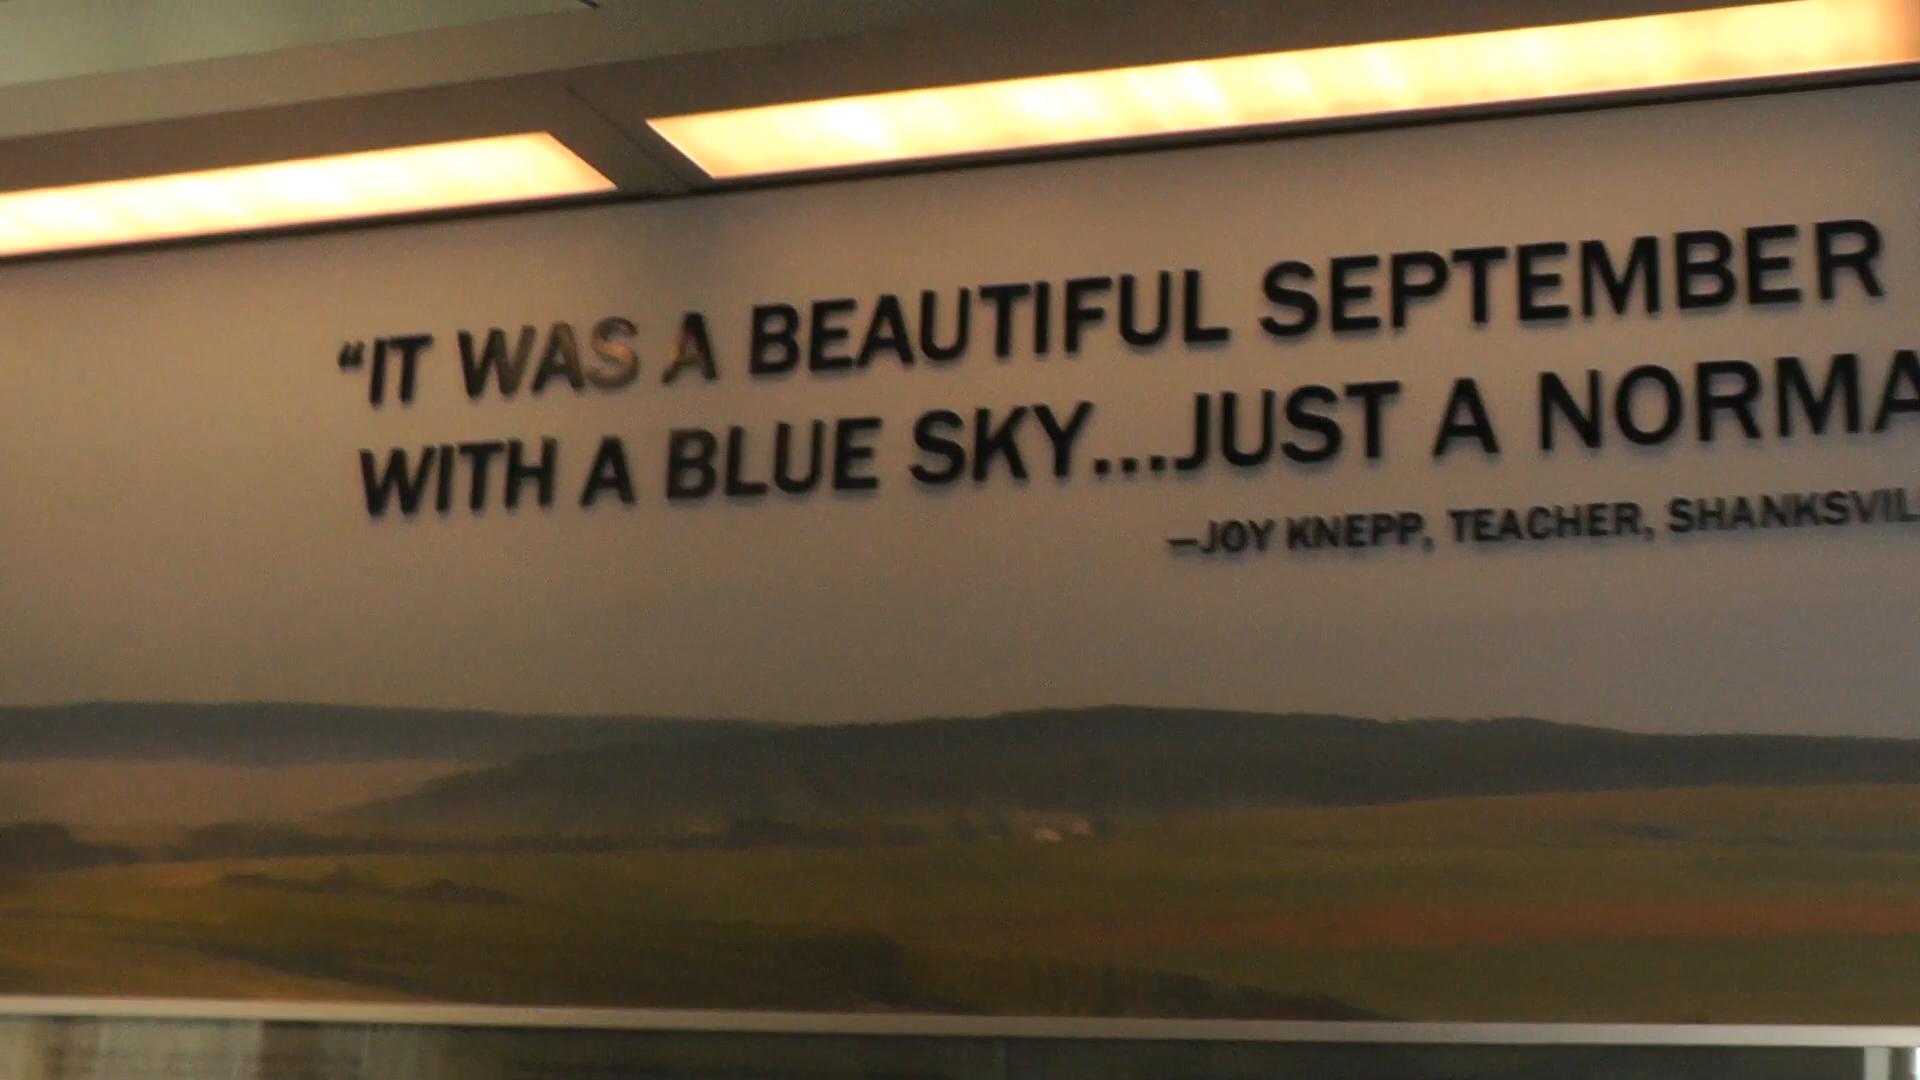 “IT WAS A BEAUTIFUL SEPTEMBER
WITH A BLUE SKY...JUST A NORMA
—JOY KNEPP, TEACHER, SHANKSVIL